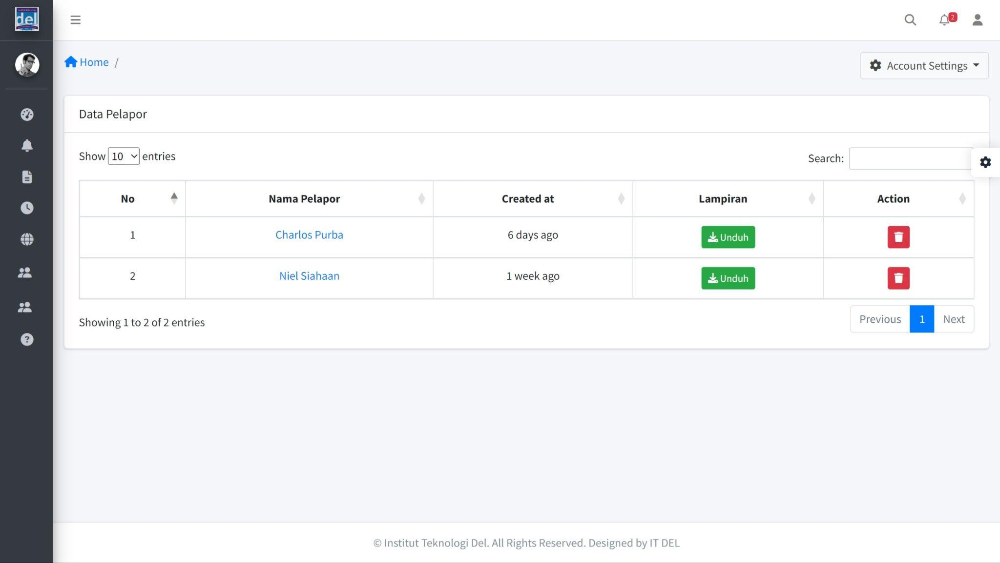 del
2
Home /
Account Settings
Data Pelapor
Show 10 entries
Search:
No Nama Pelapor Created at Lampiran Action
1 Charlos Purba 6 days ago Unduh
2 Niel Siahaan 1 week ago Unduh
Showing 1 to 2 of 2 entries
Previous 1 Next
© Institut Teknologi Del. All Rights Reserved. Designed by IT DEL